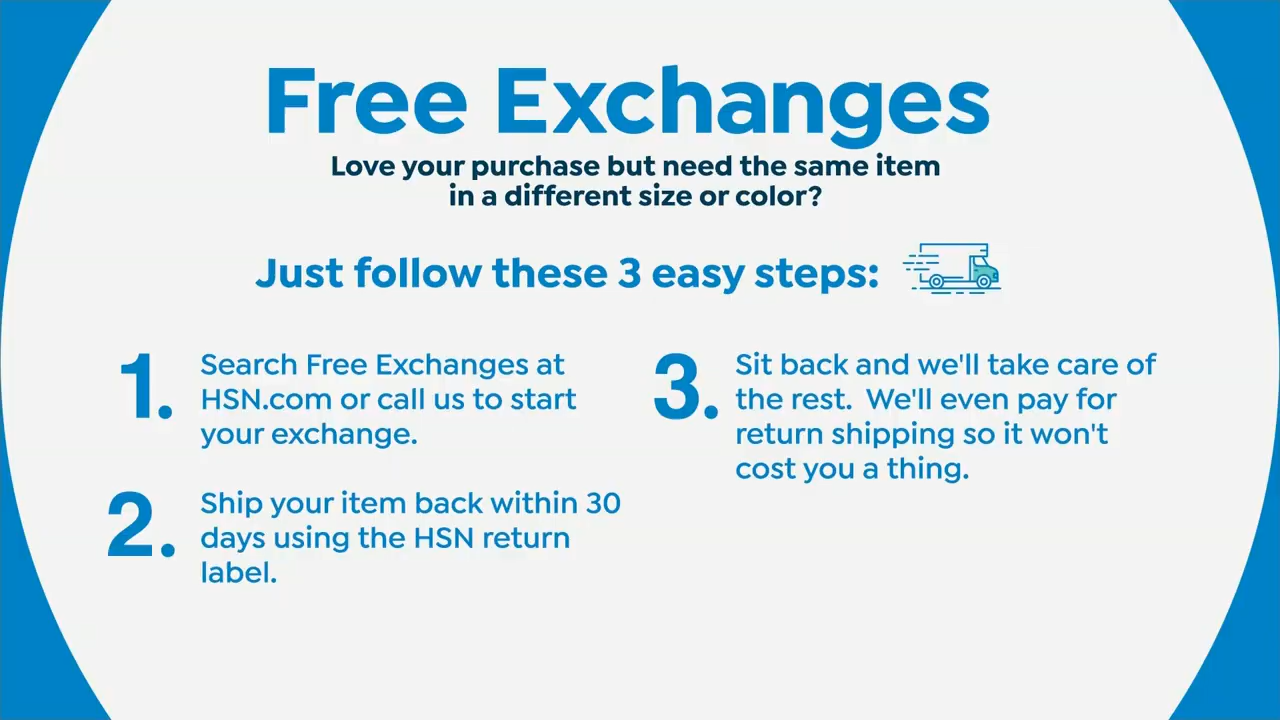 Free Exchanges
Love your purchase but need the same item
in a different size or color?
Just follow these 3 easy steps:
1. Search Free Exchanges at
HSN.com or call us to start
your exchange.
2. Ship your item back within 30
days using the HSN return
label.
3. Sit back and we'll take care of
the rest.  We'll even pay for
return shipping so it won't
cost you a thing.